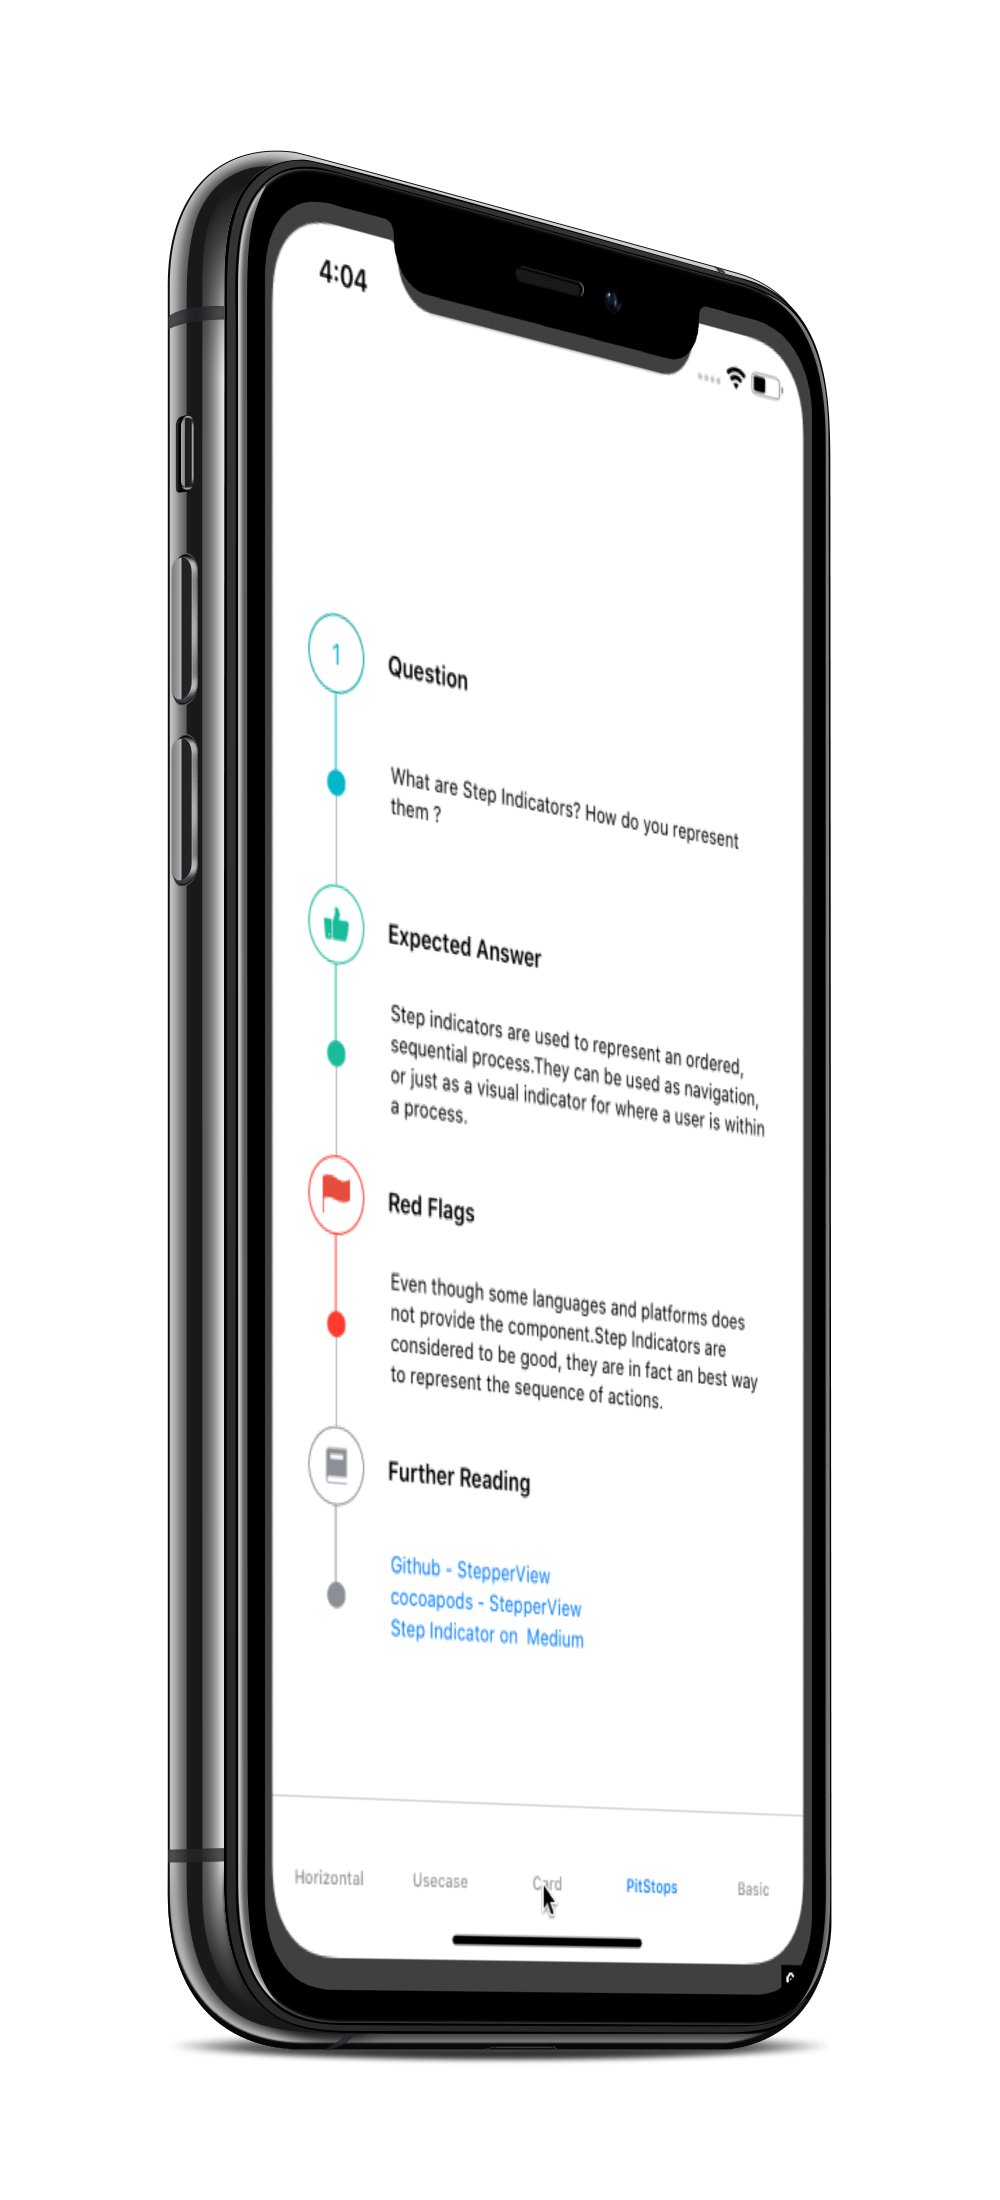 4:04
1
Question
What are Step Indicators? How do you represent
them ?
Expected Answer
Step indicators are used to represent an ordered,
sequential process.They can be used as navigation,
or just as a visual indicator for where a user is within
a process.
Red Flags
Even though some languages and platforms does
not provide the component.Step Indicators are
considered to be good, they are in fact an best way
to represent the sequence of actions.
Further Reading
Github - StepperView
cocoapods - StepperView
Step Indicator on  Medium
Horizontal Usecase Card PitStops Basic